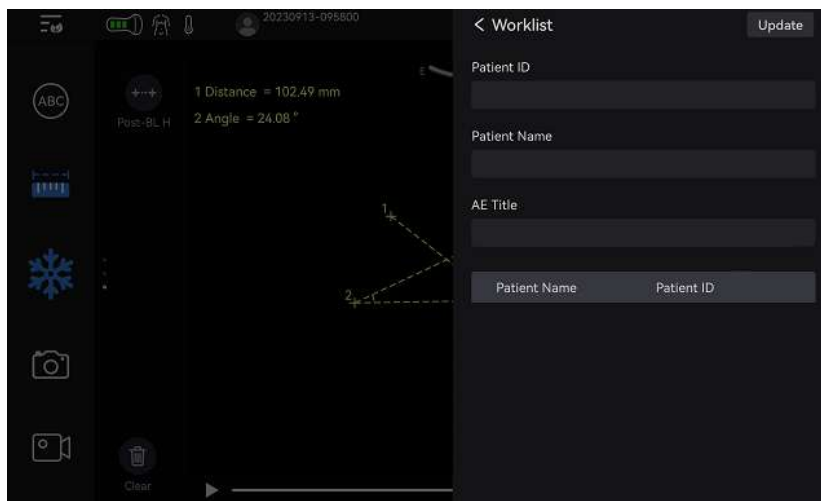 20230913-095800
ABC
Post-BL H
1 Distance = 102.49 mm
2 Angle = 24.08 °
E
1
2
Clear
Worklist
Update
Patient ID
Patient Name
AE Title
Patient Name Patient ID